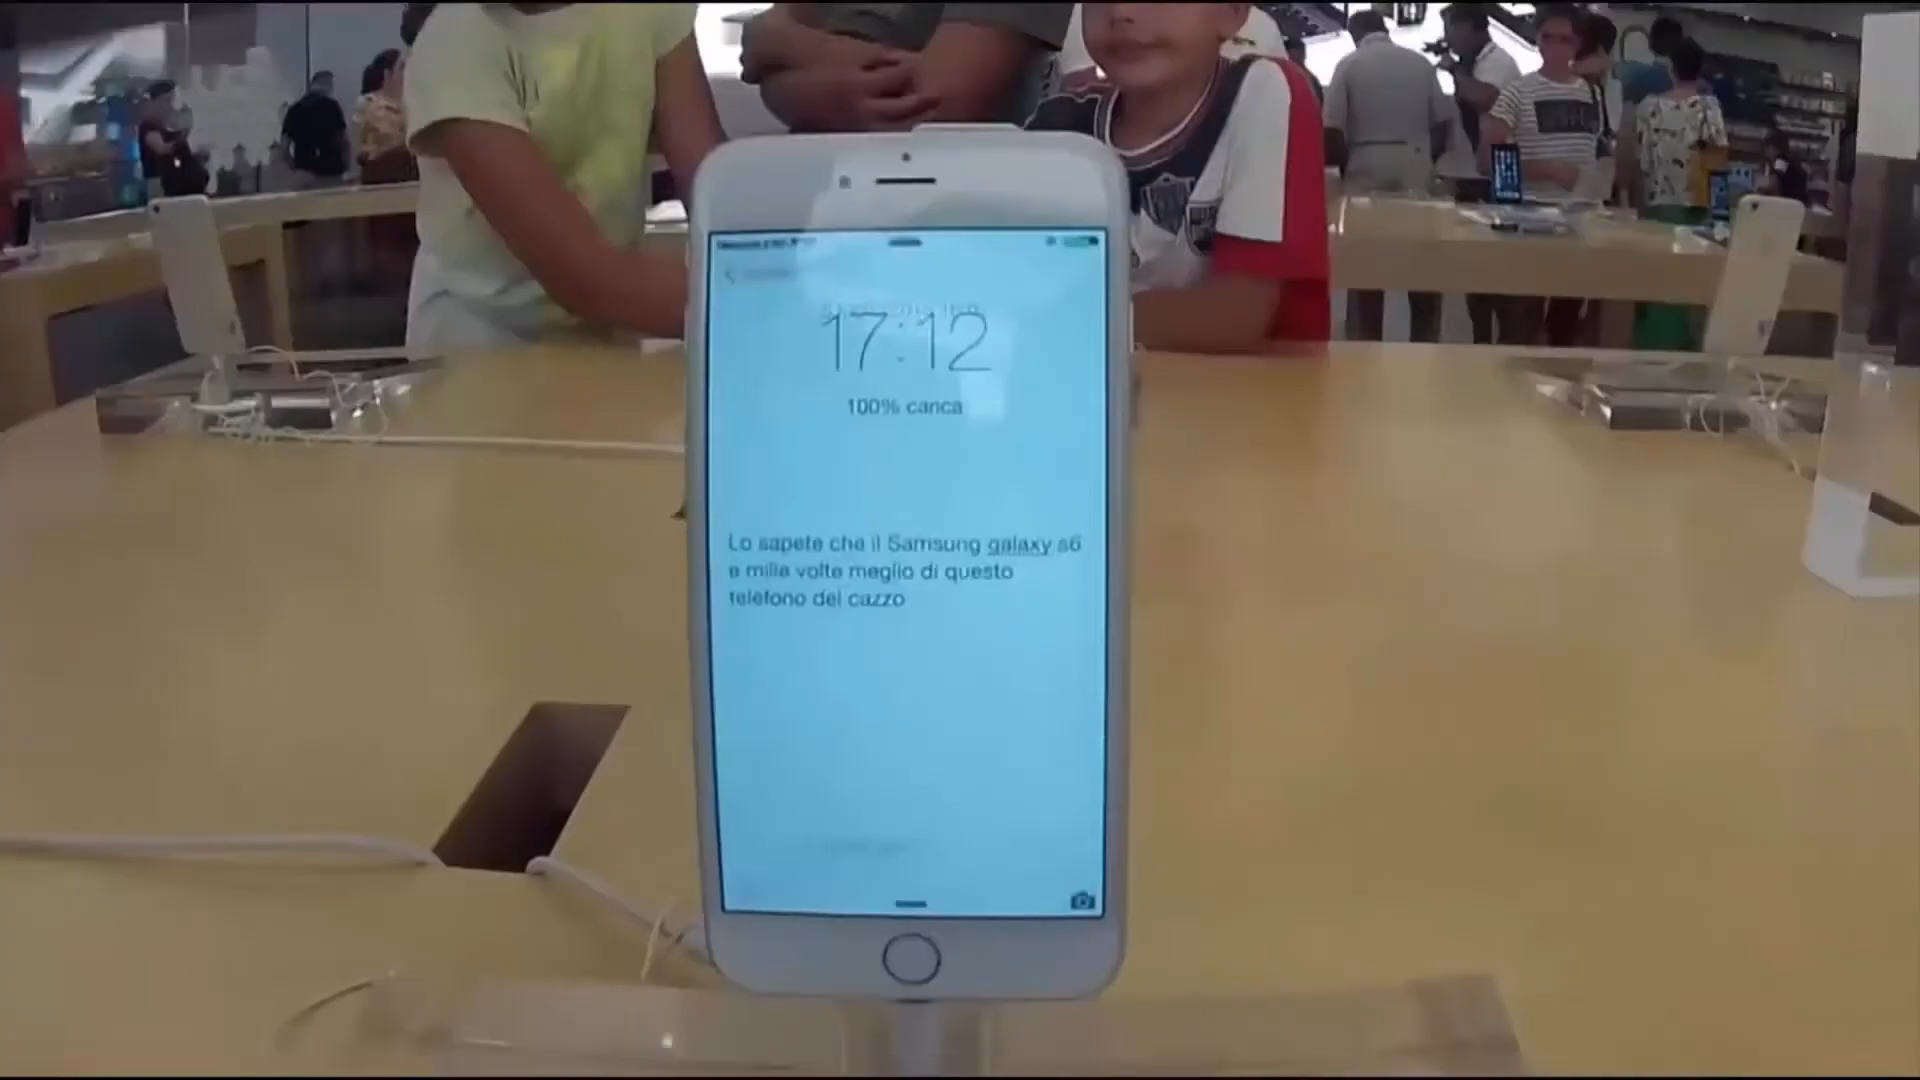 17:12
100% carica
Lo sapete che il Samsung galaxy s6
e mille volte meglio di questo
telefono del cazzo